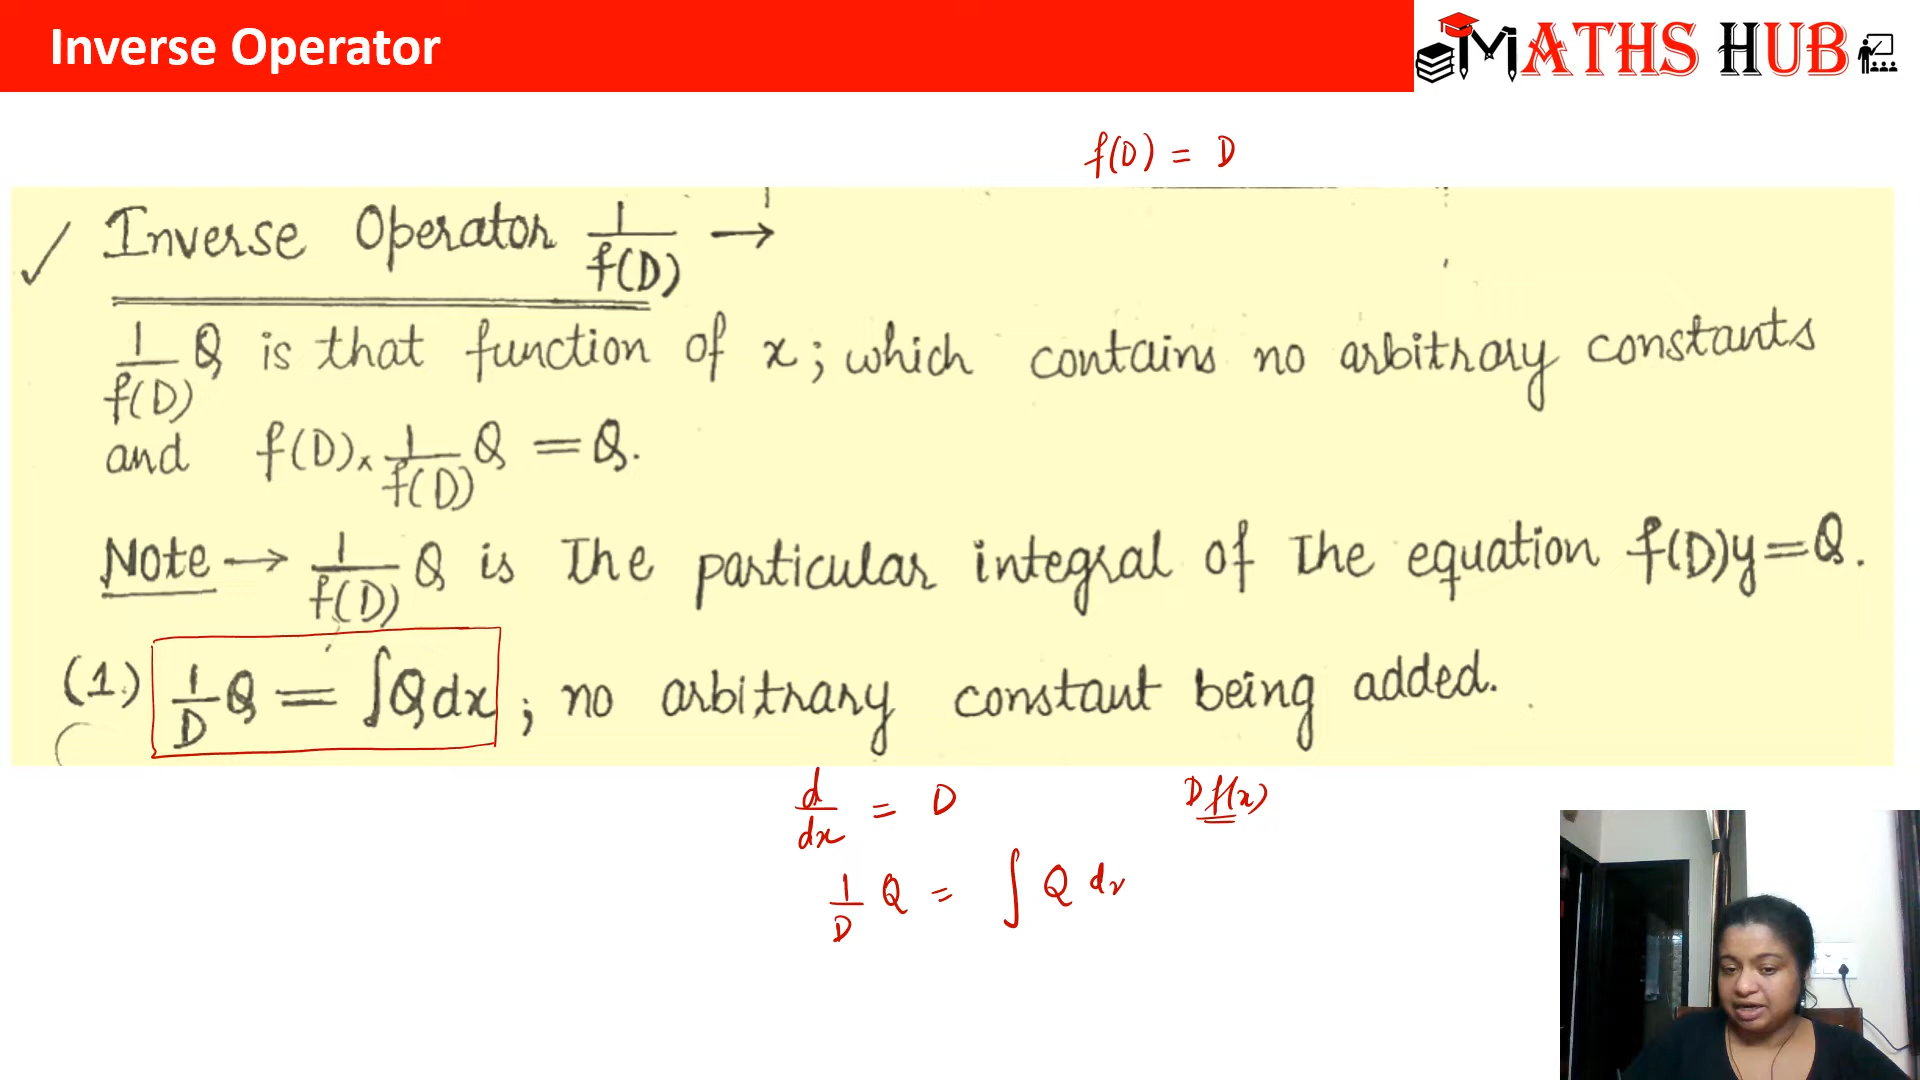 Inverse Operator
MATHS HUB
f(D) = D
✓ Inverse Operator 1/f(D) →
1/f(D) Q is that function of x; which contains no arbitrary constants
and f(D) × 1/f(D) Q = Q.
Note → 1/f(D) Q is The particular integral of The equation f(D)y=Q.
(1.) 1/D Q = ∫Q dx ; no arbitrary constant being added.
d/dx = D
D f(x)
1/D Q = ∫ Q dx